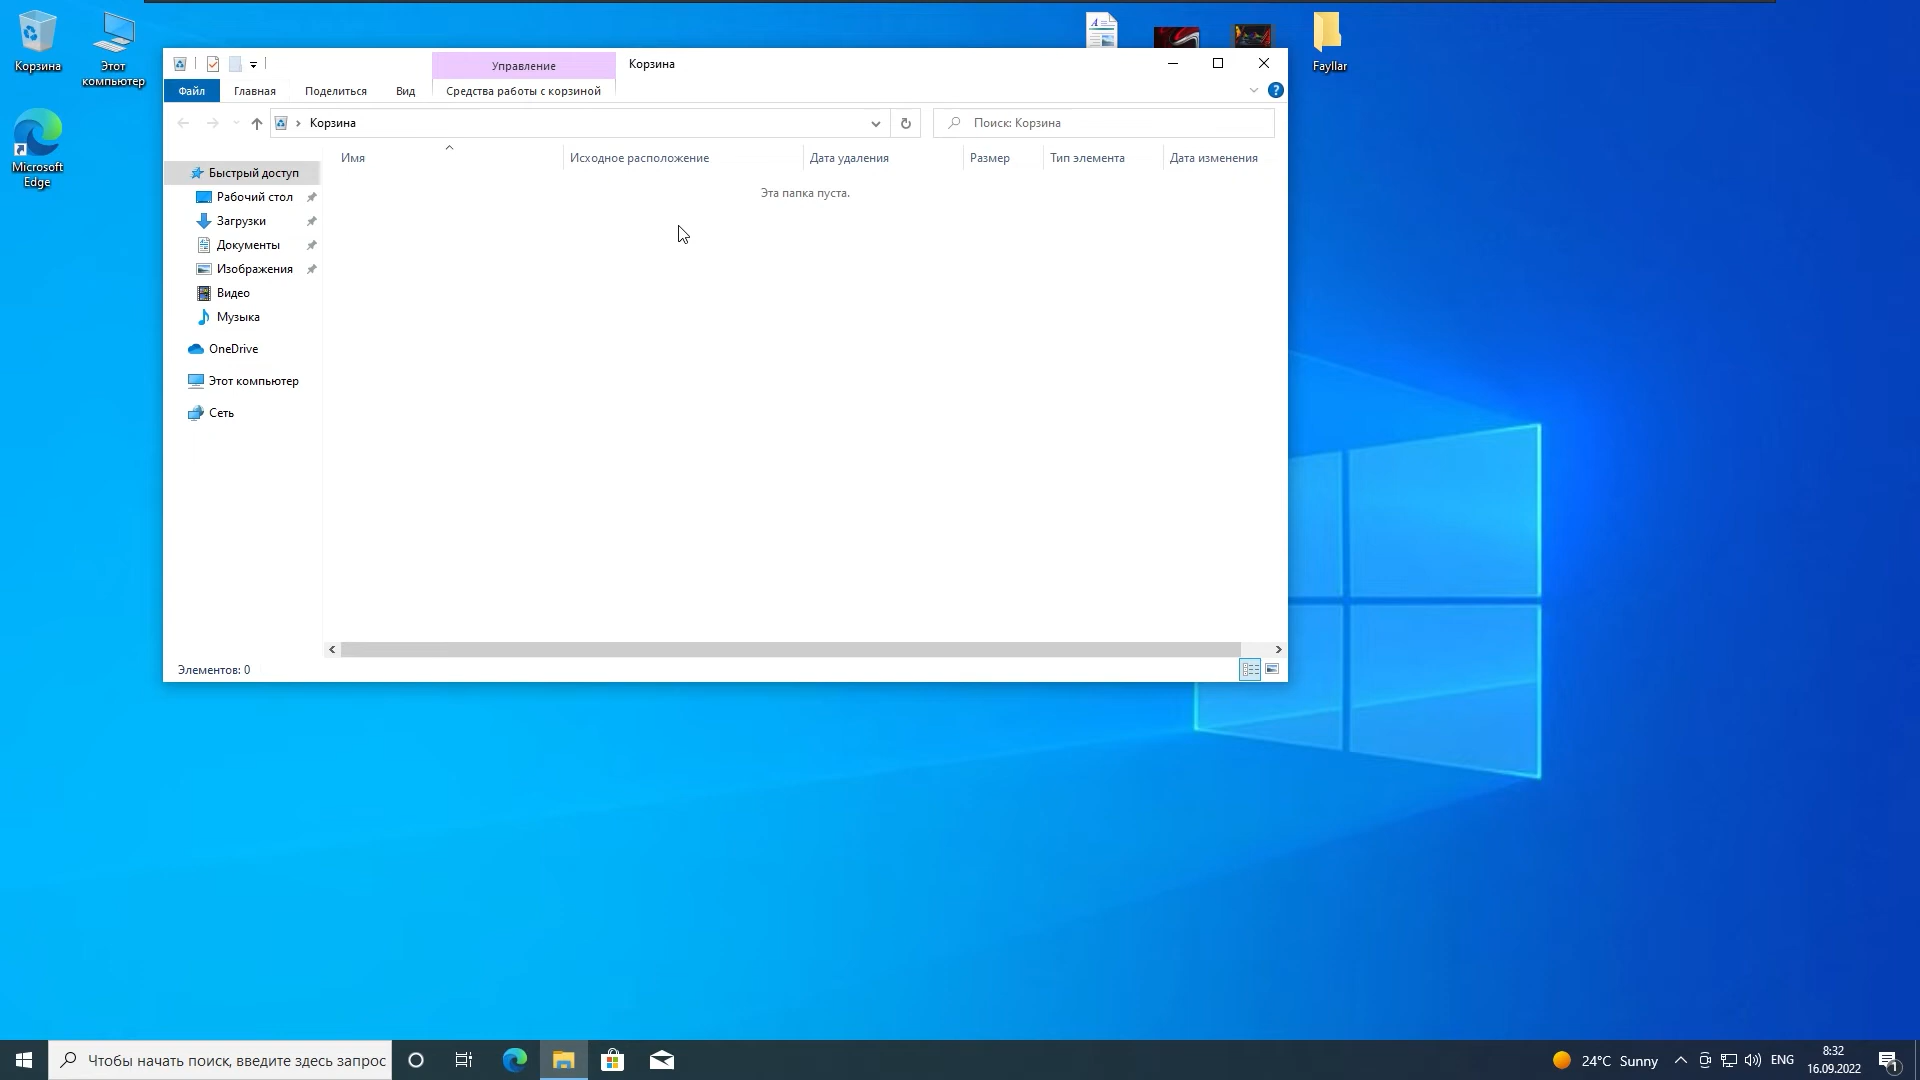 Корзина
Этот
компьютер
Microsoft
Edge
Fayllar
Управление
Корзина
Файл
Главная
Поделиться
Вид
Средства работы с корзиной
Корзина
Поиск: Корзина
Имя
Исходное расположение
Дата удаления
Размер
Тип элемента
Дата изменения
Эта папка пуста.
Быстрый доступ
Рабочий стол
Загрузки
Документы
Изображения
Видео
Музыка
OneDrive
Этот компьютер
Сеть
Элементов: 0
Чтобы начать поиск, введите здесь запрос
24°C Sunny
ENG
8:32
16.09.2022
1